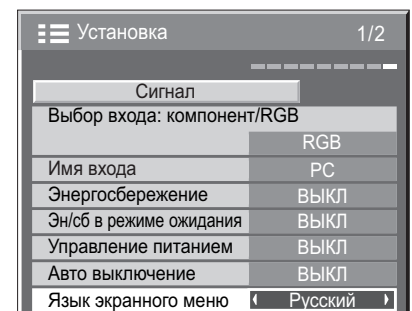 Установка 1/2
Сигнал
Выбор входа: компонент/RGB
RGB
Имя входа PC
Энергосбережение ВЫКЛ
Эн/сб в режиме ожидания ВЫКЛ
Управление питанием ВЫКЛ
Авто выключение ВЫКЛ
Язык экранного меню Русский